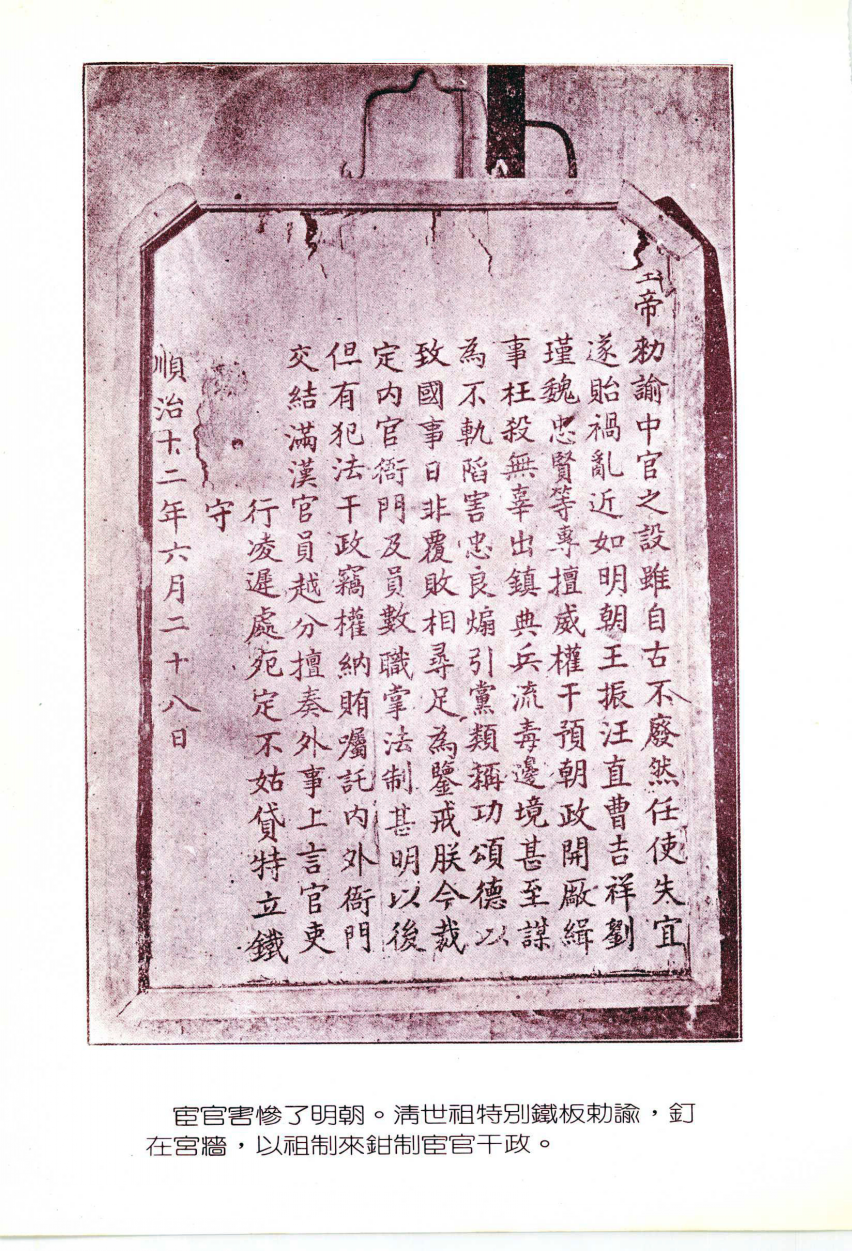 皇帝勅諭中官之設雖自古不廢然任使失宜
遂貽禍亂近如明朝王振汪直曹吉祥劉
瑾魏忠賢等專擅威權干預朝政開厰緝
事枉殺無辜出鎮典兵流毒邊境甚至謀
為不軌陷害忠良煽引黨類稱功頌德以
致國事日非覆敗相尋足為鑒戒朕今裁
定内官衙門及員數職掌法制甚明以後
但有犯法干政竊權納賄囑託内外衙門
交結滿漢官員越分擅奏外事上言官吏
行凌遲處死定不姑貸特立鐵
守
順治十二年六月二十八日
宦官害慘了明朝。清世祖特別鐵板勅諭，釘
在宮牆，以祖制來鉗制宦官干政。